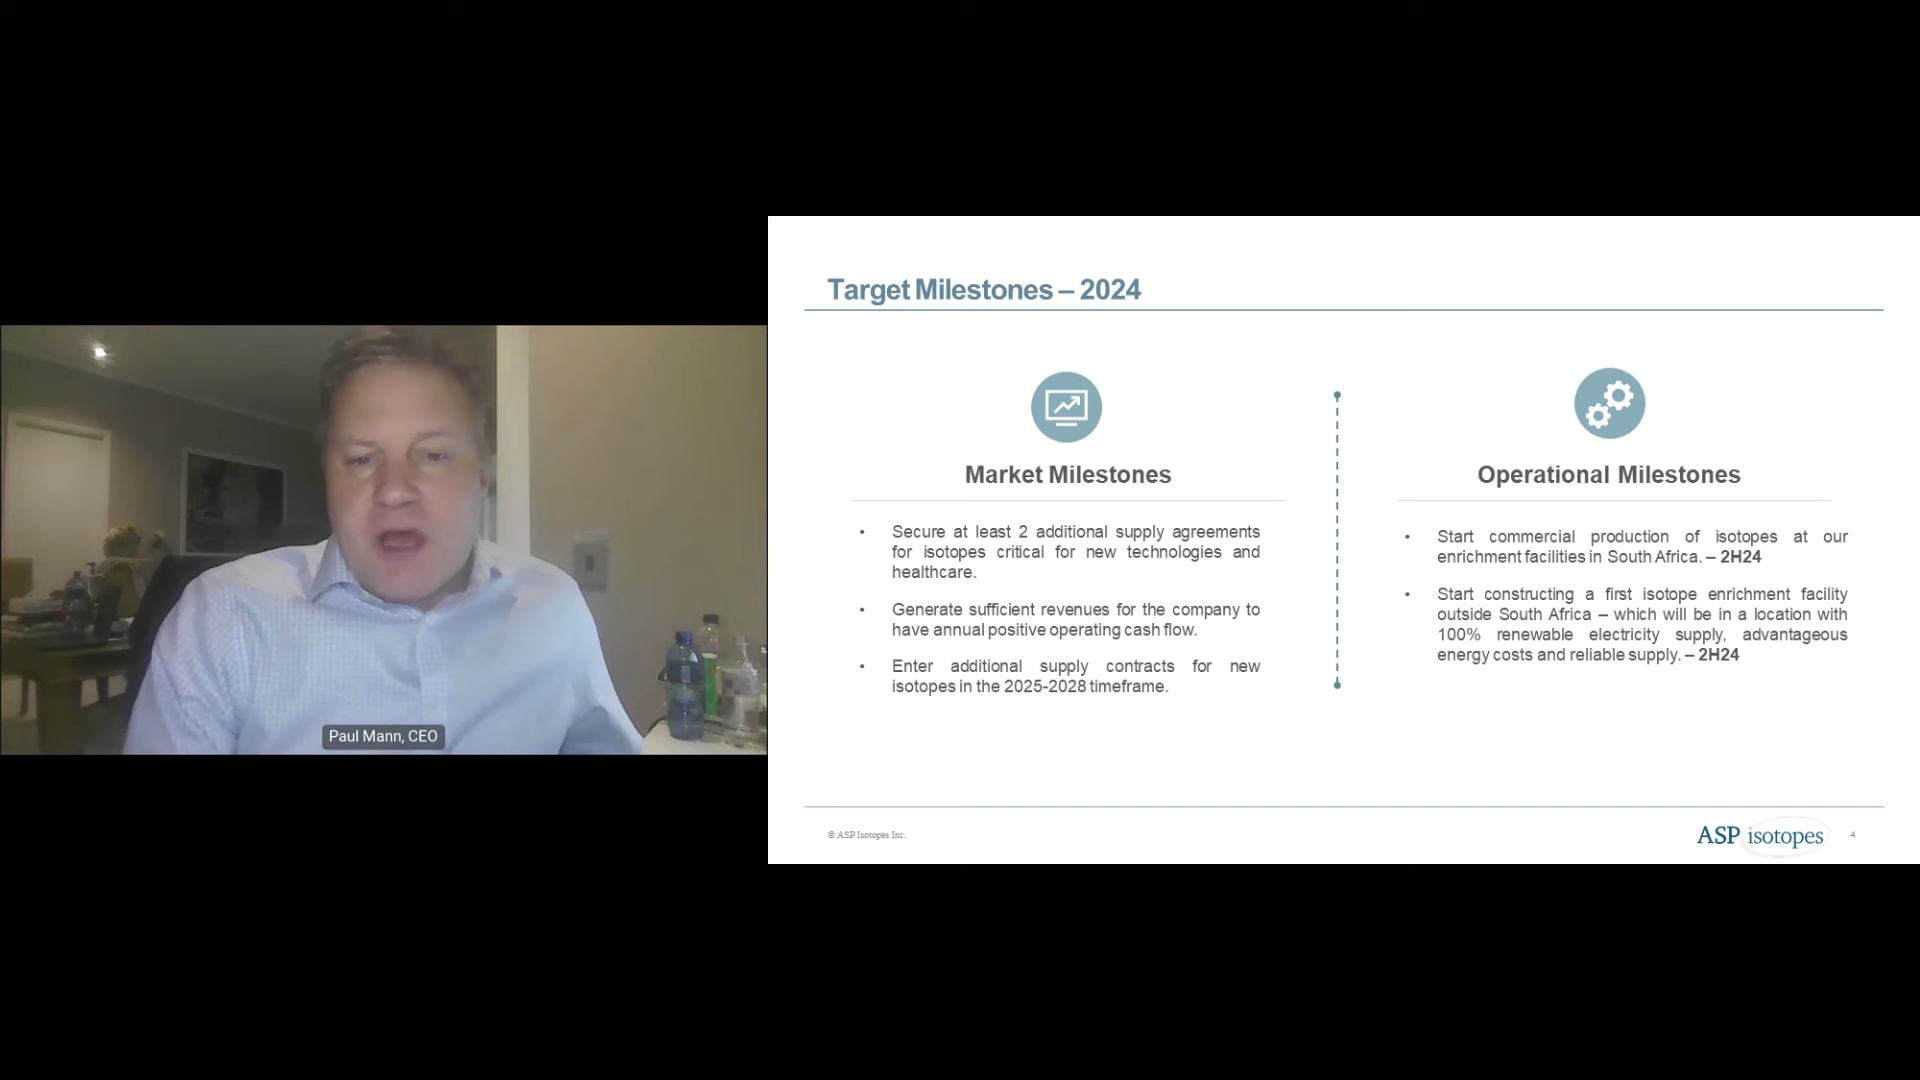 Target Milestones – 2024
Market Milestones
• Secure at least 2 additional supply agreements
for isotopes critical for new technologies and
healthcare.
• Generate sufficient revenues for the company to
have annual positive operating cash flow.
• Enter additional supply contracts for new
isotopes in the 2025-2028 timeframe.
Operational Milestones
• Start commercial production of isotopes at our
enrichment facilities in South Africa. – 2H24
• Start constructing a first isotope enrichment facility
outside South Africa – which will be in a location with
100% renewable electricity supply, advantageous
energy costs and reliable supply. – 2H24
Paul Mann, CEO
© ASP Isotopes Inc.
ASP isotopes
4